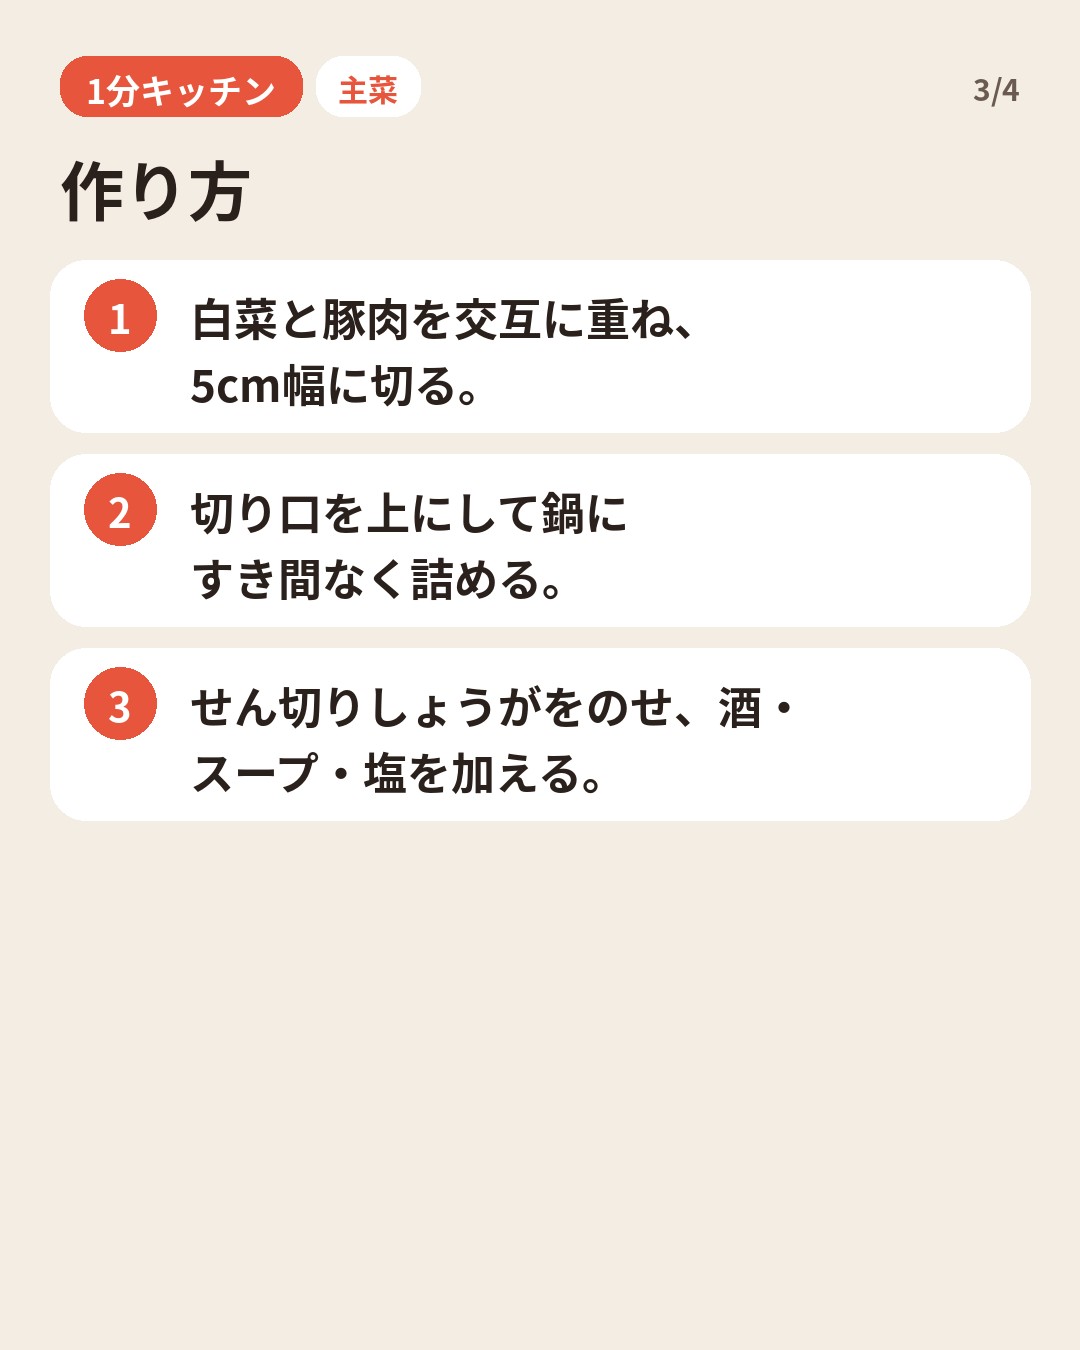 1分キッチン
主菜
3/4
作り方
1
白菜と豚肉を交互に重ね、
5cm幅に切る。
2
切り口を上にして鍋に
すき間なく詰める。
3
せん切りしょうがをのせ、酒・
スープ・塩を加える。